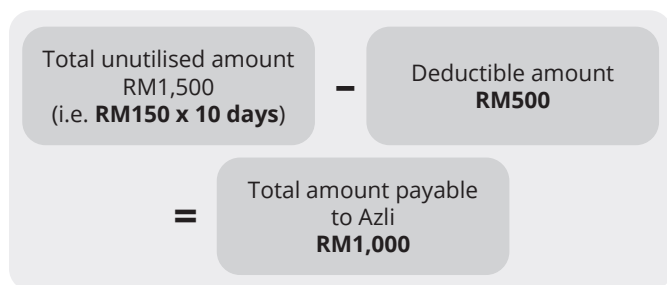 Total unutilised amount
RM1,500
(i.e. RM150 x 10 days)
–
Deductible amount
RM500
=
Total amount payable
to Azli
RM1,000